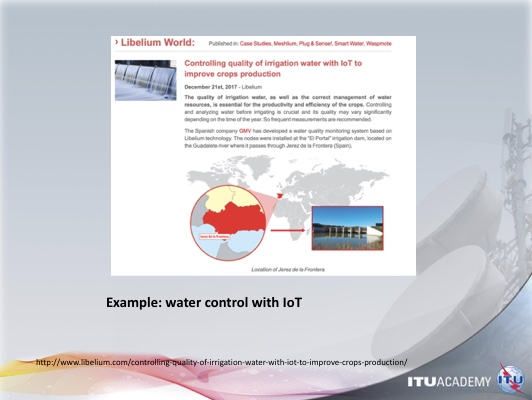 › Libelium World:
Published in: Case Studies, Meshlium, Plug & Sense!, Smart Water, Waspmote
Controlling quality of irrigation water with IoT to
improve crops production
December 21st, 2017 - Libelium
The quality of irrigation water, as well as the correct management of water
resources, is essential for the productivity and efficiency of the crops. Controlling
and analyzing water before irrigating is crucial and its quality may vary significantly
depending on the time of the year. So frequent measurements are recommended.
The Spanish company GMV has developed a water quality monitoring system based on
Libelium technology. The nodes were installed at the "El Portal" irrigation dam, located on
the Guadalete river where it passes through Jerez de la Frontera (Spain).
Jerez de la Frontera
Location of Jerez de la Frontera
Example: water control with IoT
http://www.libelium.com/controlling-quality-of-irrigation-water-with-iot-to-improve-crops-production/
ITUACADEMY ITU